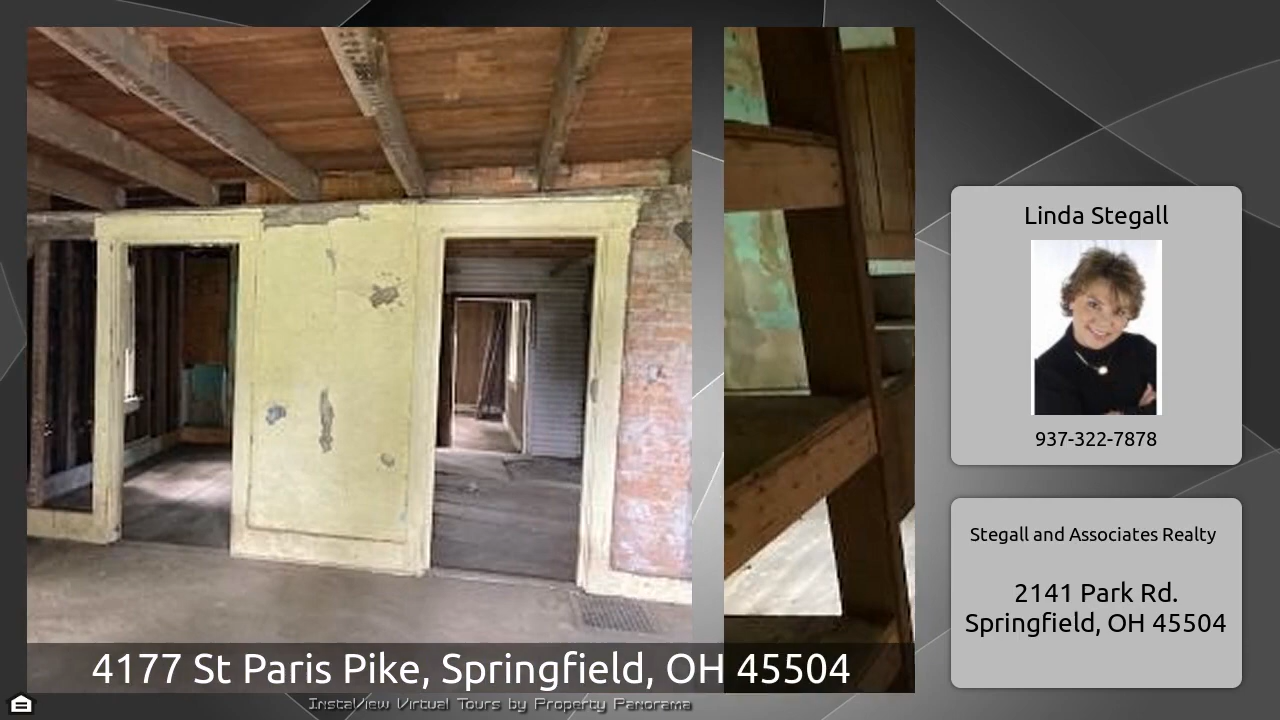 Linda Stegall
937-322-7878
Stegall and Associates Realty
2141 Park Rd.
Springfield, OH 45504
4177 St Paris Pike, Springfield, OH 45504
InstaView Virtual Tours by Property Panorama